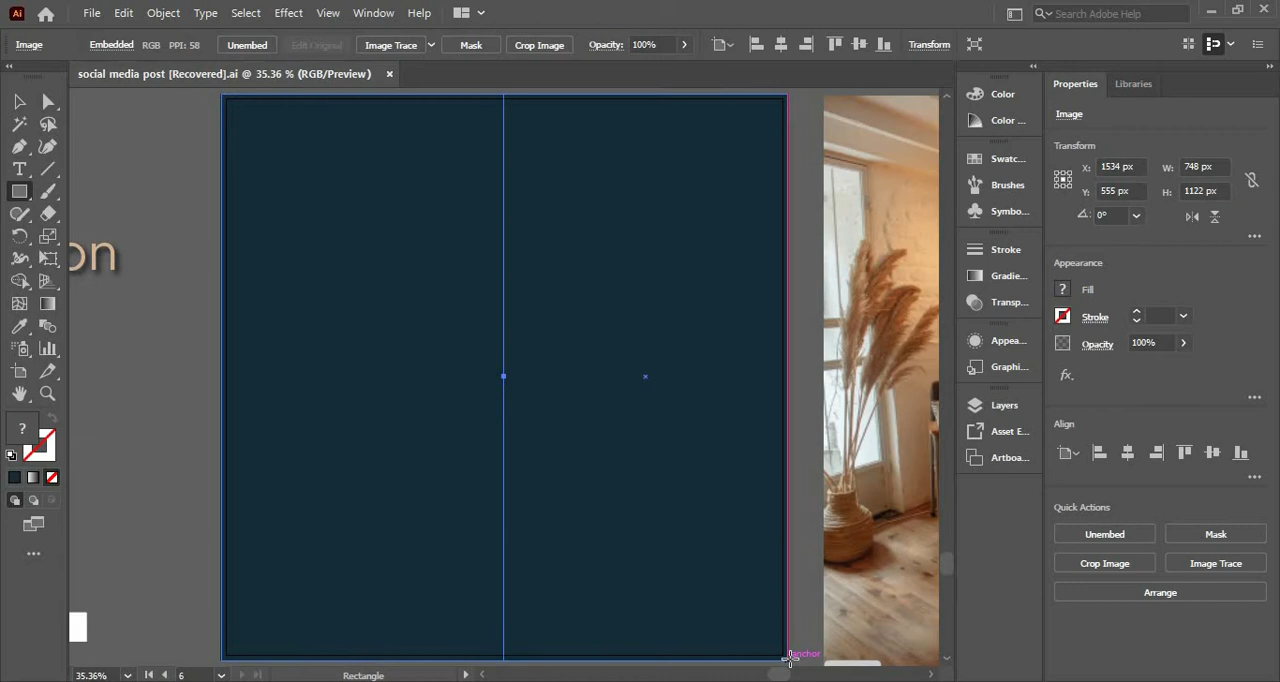 Ai File Edit Object Type Select Effect View Window Help Search Adobe Help
Image Embedded RGB PPI: 58 Unembed Edit Original Image Trace Mask Crop Image Opacity: 100% Transform
social media post [Recovered].ai @ 35.36 % (RGB/Preview) ×
Properties Libraries
Color
Image
Color ...
Transform
Swatc...
X: 1534 px W: 748 px
Brushes
Y: 555 px H: 1122 px
Symbo...
0°
on
Stroke
Appearance
Gradie...
? Fill
Transp...
Stroke
Appea...
Opacity 100%
Graphi...
fx.
Layers
Align
Asset E...
?
Artboa...
Quick Actions
Unembed Mask
Crop Image Image Trace
Arrange
anchor
35.36% 6 Rectangle